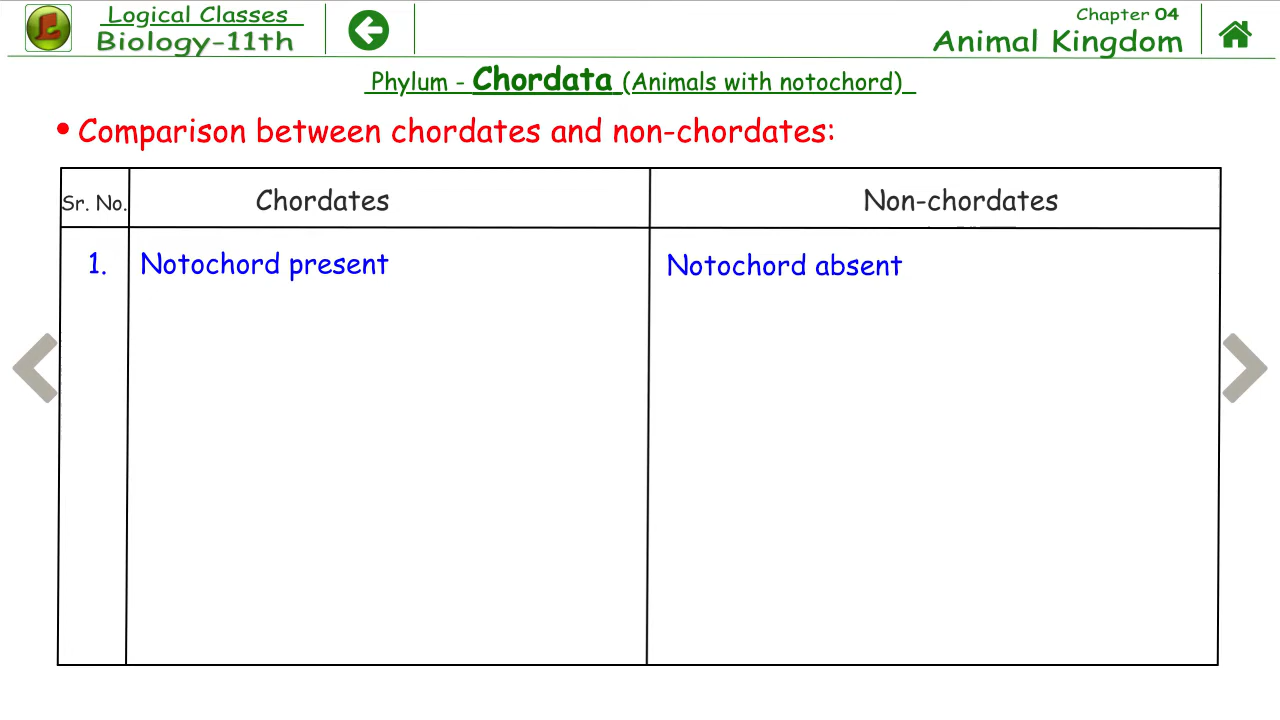 Logical Classes
Biology-11th
Chapter 04
Animal Kingdom
Phylum - Chordata (Animals with notochord)
• Comparison between chordates and non-chordates:
Sr. No. Chordates Non-chordates
1. Notochord present Notochord absent